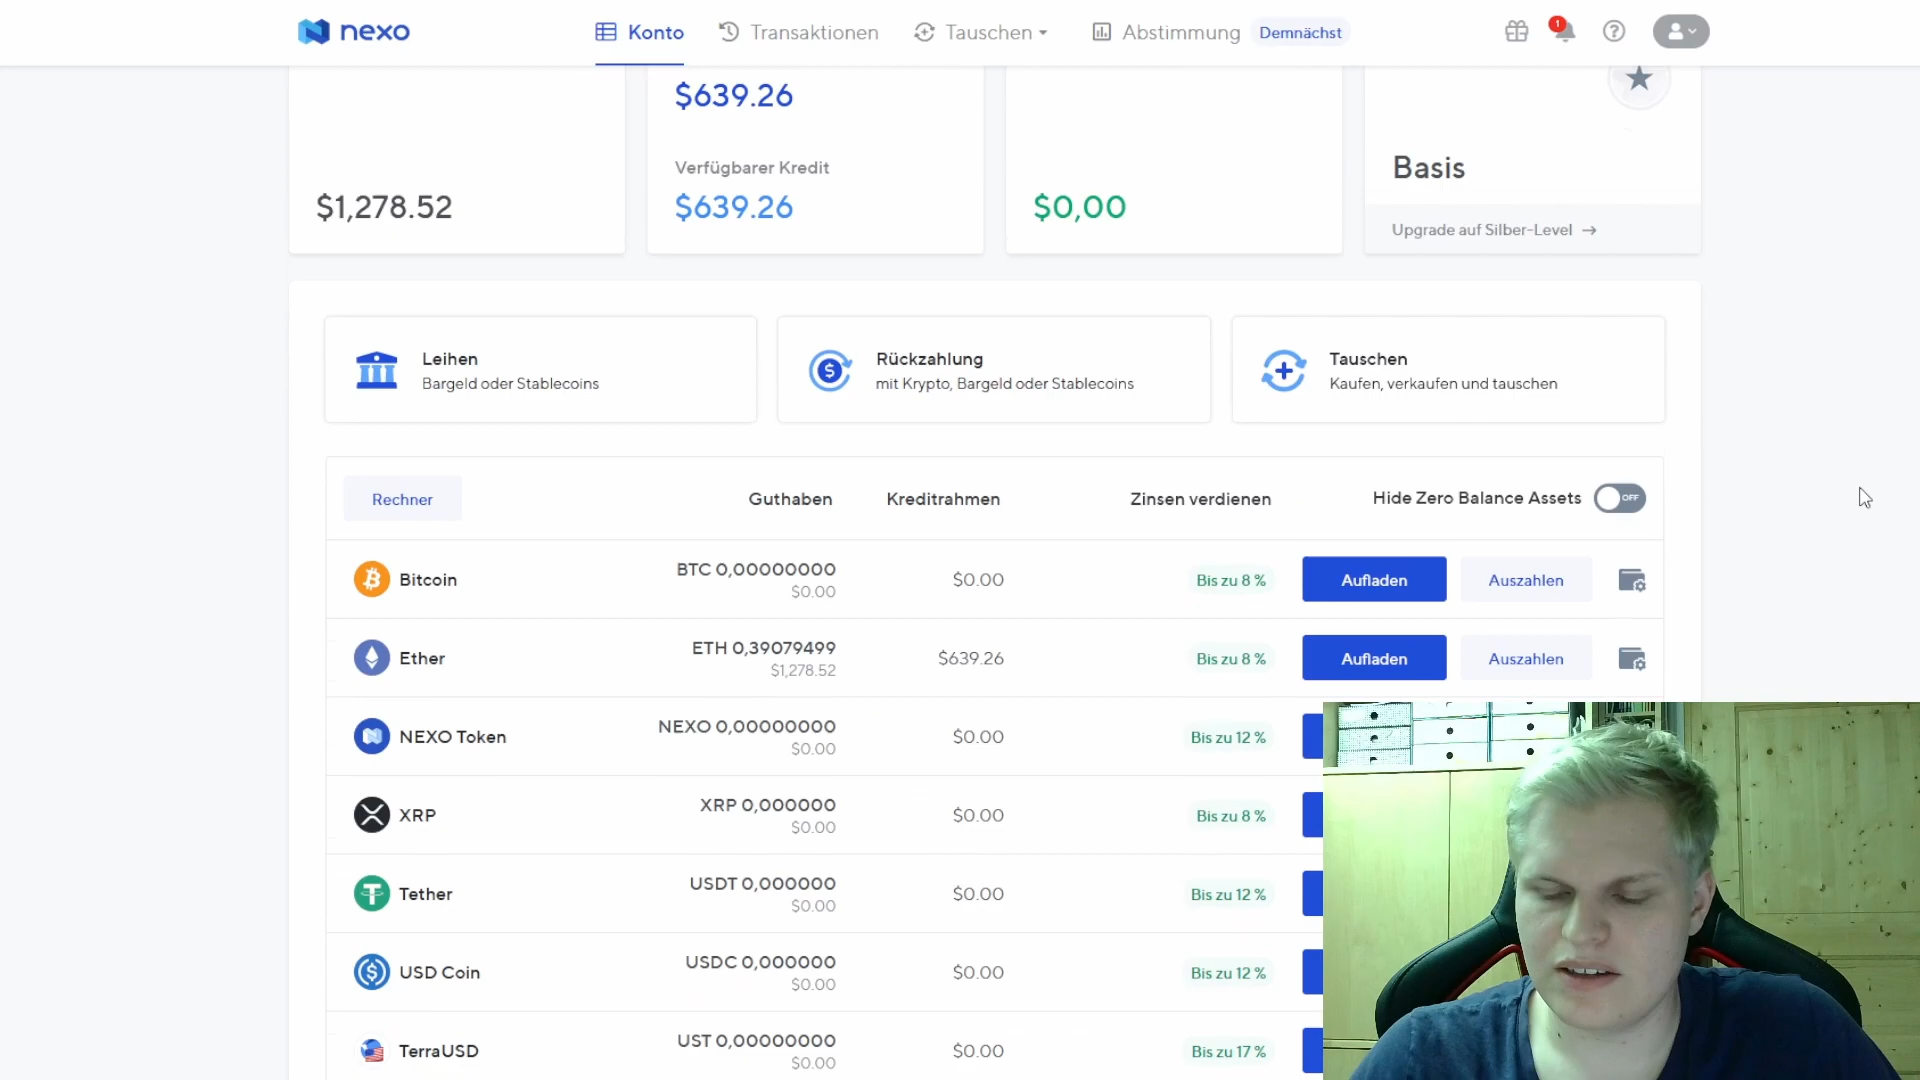 nexo
Konto
Transaktionen
Tauschen
Abstimmung
Demnächst
1
$639.26
Verfügbarer Kredit
$1,278.52
$639.26
$0,00
Basis
Upgrade auf Silber-Level →
Leihen
Bargeld oder Stablecoins
Rückzahlung
mit Krypto, Bargeld oder Stablecoins
Tauschen
Kaufen, verkaufen und tauschen
Rechner
Guthaben
Kreditrahmen
Zinsen verdienen
Hide Zero Balance Assets
OFF
Bitcoin
BTC 0,00000000
$0.00
$0.00
Bis zu 8 %
Aufladen
Auszahlen
Ether
ETH 0,39079499
$1,278.52
$639.26
Bis zu 8 %
Aufladen
Auszahlen
NEXO Token
NEXO 0,00000000
$0.00
$0.00
Bis zu 12 %
XRP
XRP 0,000000
$0.00
$0.00
Bis zu 8 %
Tether
USDT 0,000000
$0.00
$0.00
Bis zu 12 %
USD Coin
USDC 0,000000
$0.00
$0.00
Bis zu 12 %
TerraUSD
UST 0,00000000
$0.00
$0.00
Bis zu 17 %